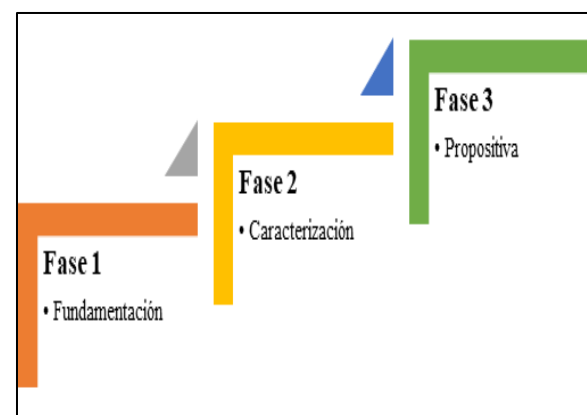 Fase 1
• Fundamentación
Fase 2
• Caracterización
Fase 3
• Propositiva